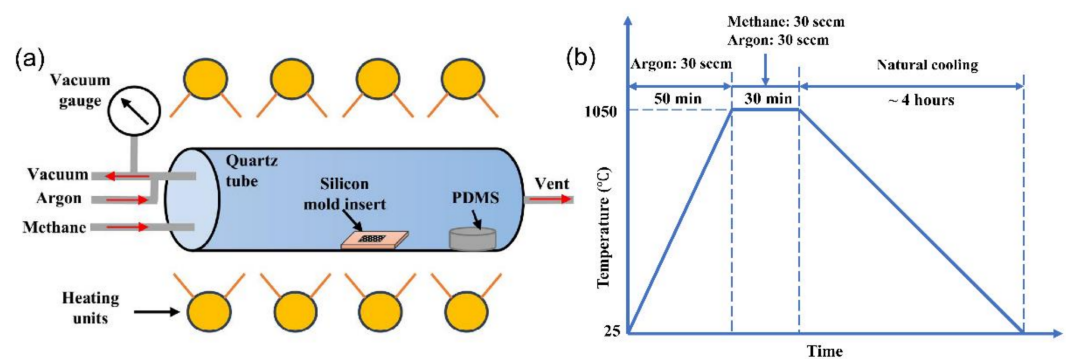 (a)
Vacuum
gauge
Vacuum
Argon
Methane
Quartz
tube
Silicon
mold insert
PDMS
Vent
Heating
units
(b)
Methane: 30 sccm
Argon: 30 sccm
Argon: 30 sccm
Natural cooling
50 min
30 min
~ 4 hours
1050
Temperature (℃)
25
Time